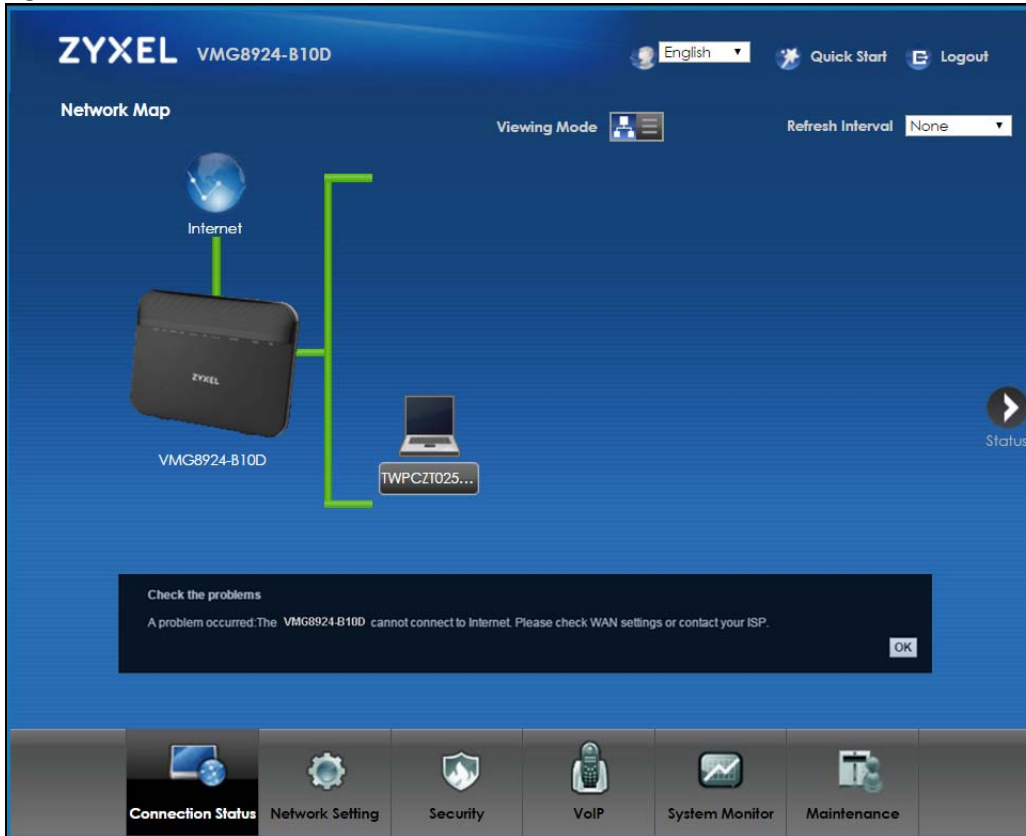 ZYXEL VMG8924-B10D
English
Quick Start
Logout
Network Map
Viewing Mode
Refresh Interval None
Internet
ZYXEL
VMG8924-B10D
TWPCZT025...
Status
Check the problems
A problem occurred:The VMG8924-B10D cannot connect to Internet. Please check WAN settings or contact your ISP.
OK
Connection Status
Network Setting
Security
VoIP
System Monitor
Maintenance